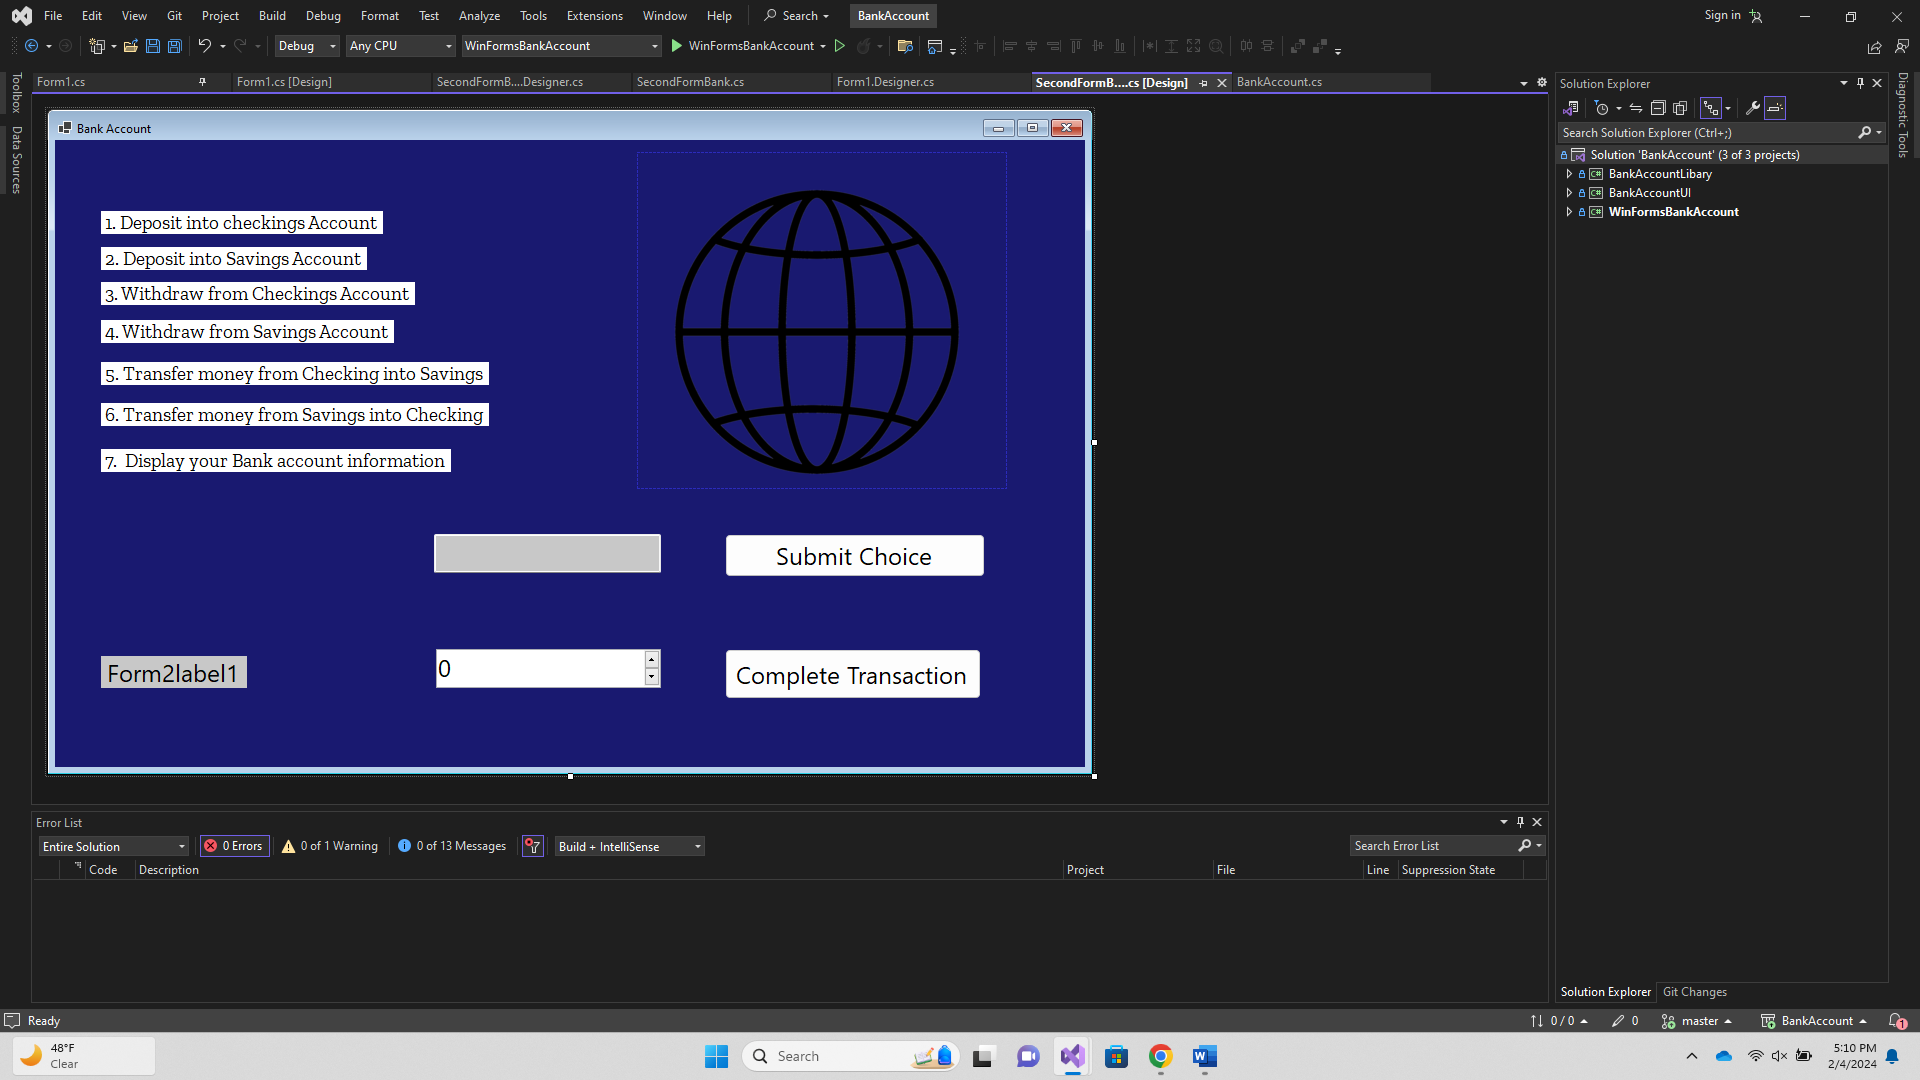 File Edit View Git Project Build Debug Format Test Analyze Tools Extensions Window Help Search BankAccount Sign in
Debug Any CPU WinFormsBankAccount WinFormsBankAccount
Toolbox
Data Sources
Form1.cs Form1.cs [Design] SecondFormB....Designer.cs SecondFormBank.cs Form1.Designer.cs SecondFormB....cs [Design] BankAccount.cs
Bank Account
1. Deposit into checkings Account
2. Deposit into Savings Account
3. Withdraw from Checkings Account
4. Withdraw from Savings Account
5. Transfer money from Checking into Savings
6. Transfer money from Savings into Checking
7. Display your Bank account information
Submit Choice
Form2label1 0 Complete Transaction
Solution Explorer
Search Solution Explorer (Ctrl+;)
Solution 'BankAccount' (3 of 3 projects)
C# BankAccountLibary
C# BankAccountUI
C# WinFormsBankAccount
Diagnostic Tools
Error List
Entire Solution 0 Errors 0 of 1 Warning 0 of 13 Messages Build + IntelliSense Search Error List
Code Description Project File Line Suppression State
Solution Explorer Git Changes
Ready 0 / 0 0 master BankAccount 1
48°F
Clear
Search
W
5:10 PM
2/4/2024